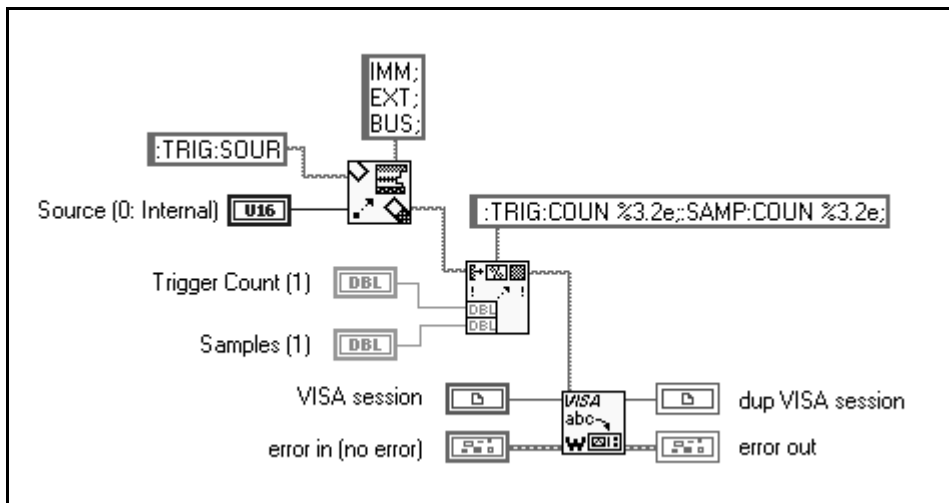 IMM;
EXT;
BUS;
:TRIG:SOUR
Source (0: Internal) U16
:TRIG:COUN %3.2e;:SAMP:COUN %3.2e;
Trigger Count (1) DBL
% 
! !
DBL
DBL
Samples (1) DBL
VISA session
VISA
abc
W
dup VISA session
error in (no error)
error out